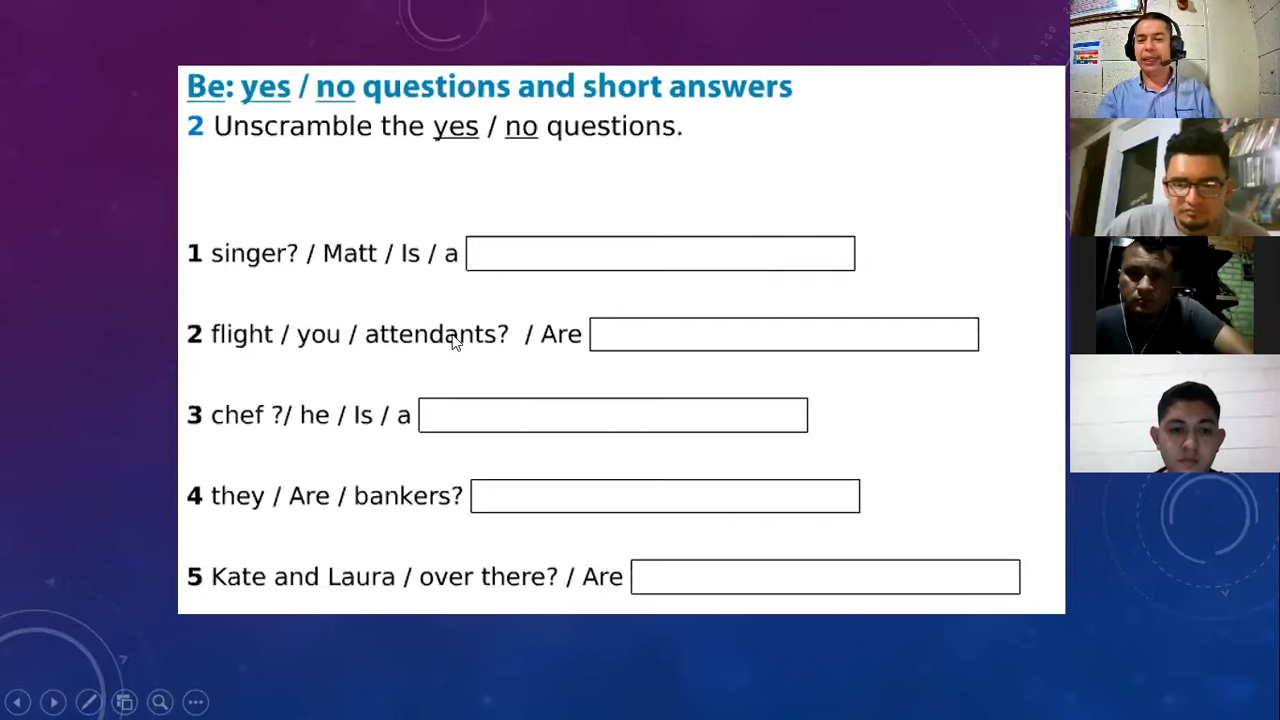 Be: yes / no questions and short answers
2 Unscramble the yes / no questions.
1 singer? / Matt / Is / a
2 flight / you / attendants? / Are
3 chef ?/ he / Is / a
4 they / Are / bankers?
5 Kate and Laura / over there? / Are